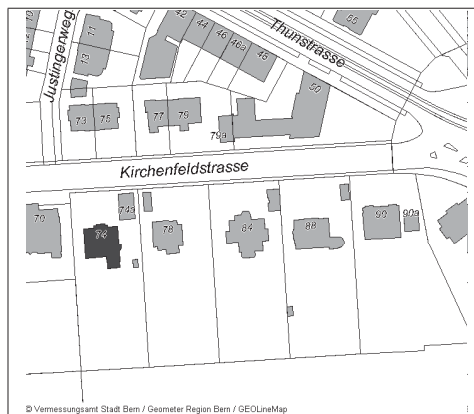 42
44
46
46a
48
55
Thunstrasse
11
13
Justingerweg
50
73
75
77
79
79a
Kirchenfeldstrasse
70
74
74a
78
84
88
90
90a
© Vermessungsamt Stadt Bern / Geometer Region Bern / GEOLineMap